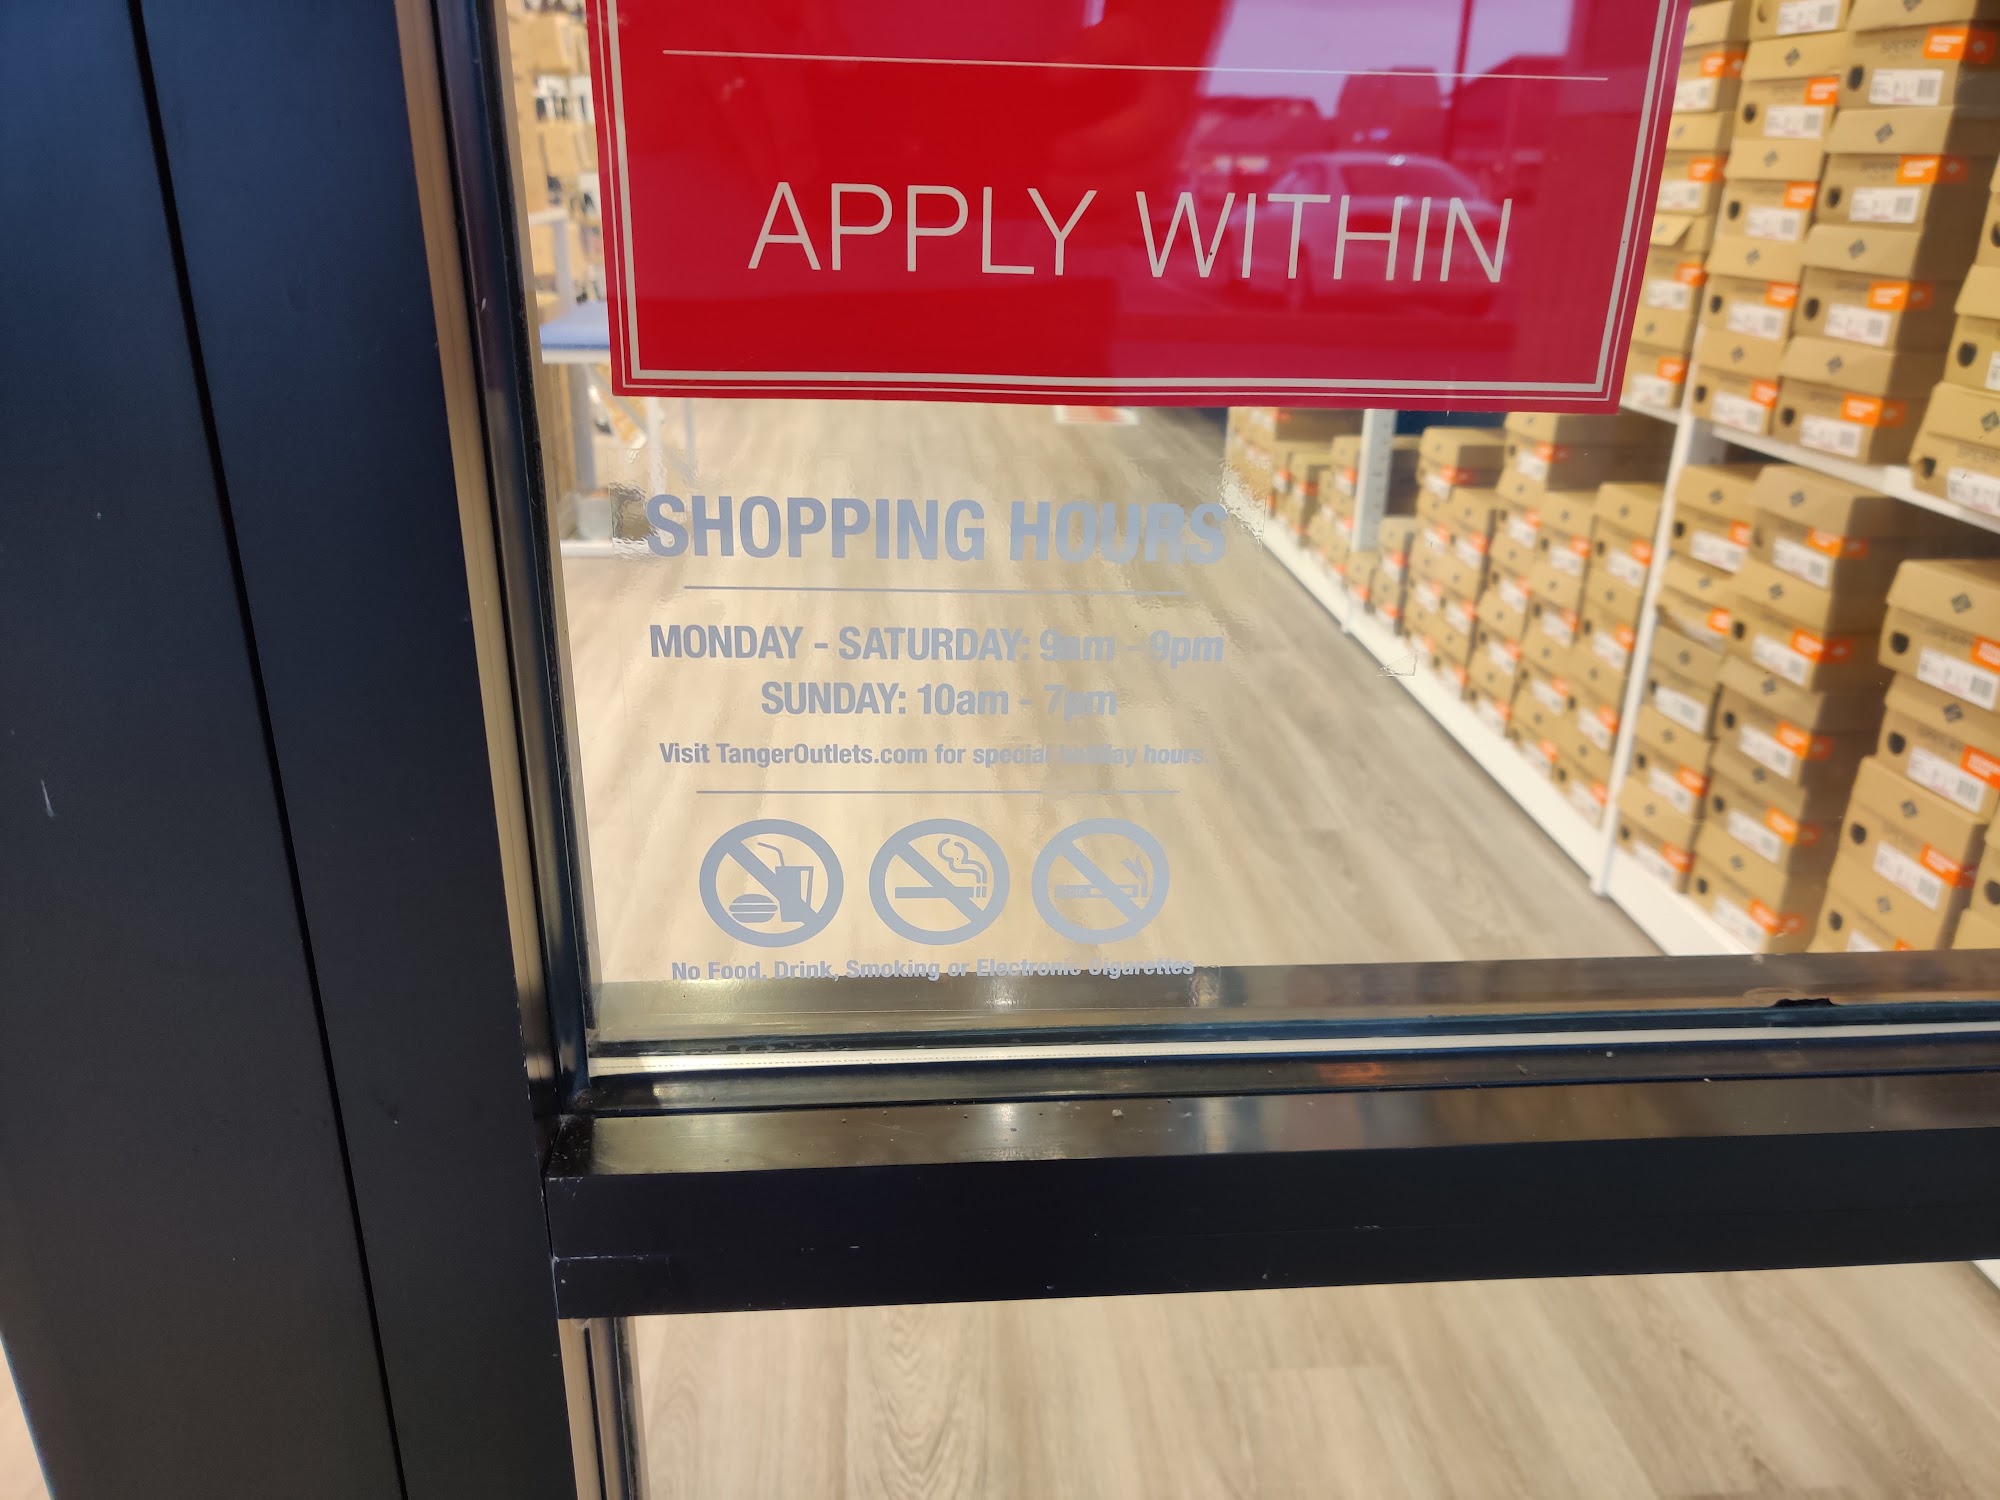 APPLY WITHIN
SHOPPING HOURS
MONDAY - SATURDAY: 9am - 9pm
SUNDAY: 10am - 7pm
Visit TangerOutlets.com for special holiday hours.
No Food, Drink, Smoking or Electronic Cigarettes